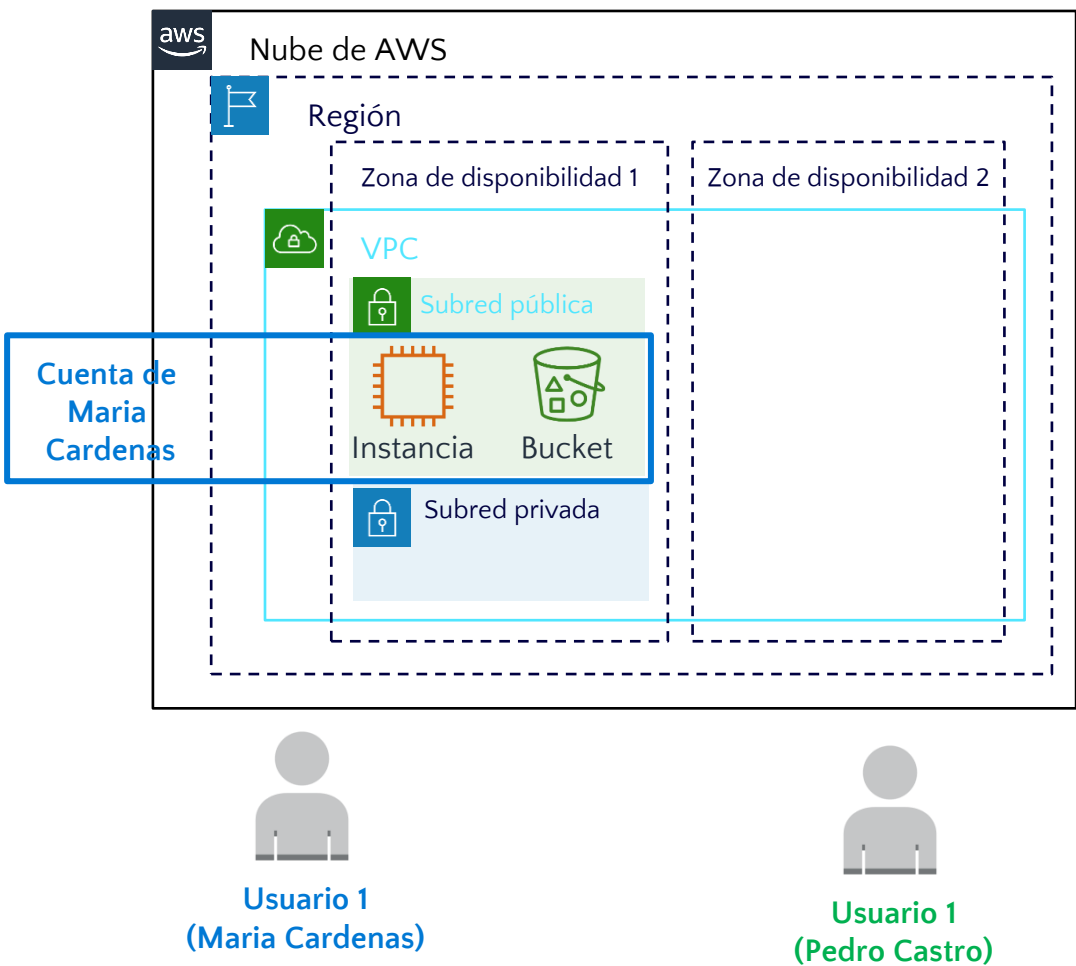 aws
Nube de AWS
Región
Zona de disponibilidad 1
Zona de disponibilidad 2
VPC
Subred pública
Cuenta de
Maria
Cardenas
Instancia
Bucket
Subred privada
Usuario 1
(Maria Cardenas)
Usuario 1
(Pedro Castro)